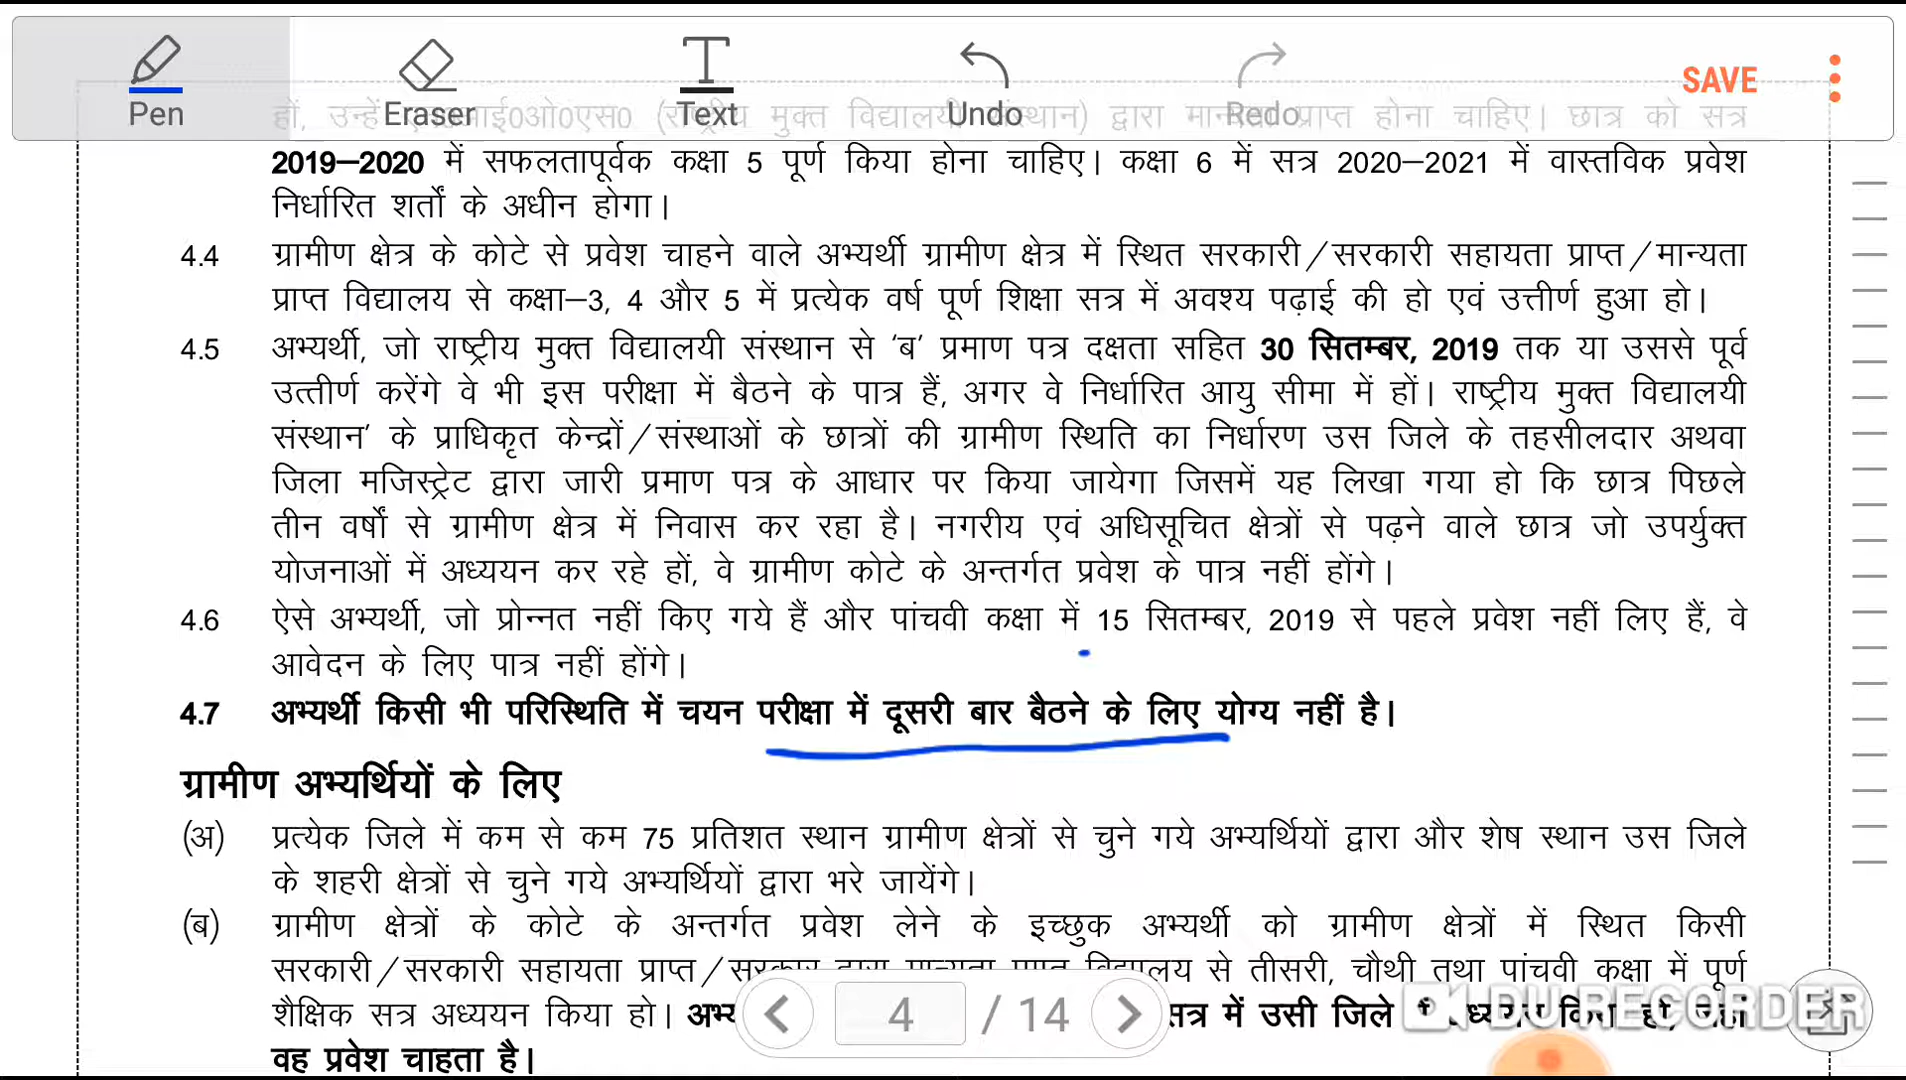 Pen Eraser Text Undo Redo SAVE
हों, उन्हें (राष्ट्रीय मुक्त विद्यालयी संस्थान) द्वारा प्राप्त होना चाहिए। छात्र को सत्र
2019–2020 में सफलतापूर्वक कक्षा 5 पूर्ण किया होना चाहिए। कक्षा 6 में सत्र 2020–2021 में वास्तविक प्रवेश
निर्धारित शर्तों के अधीन होगा।
4.4 ग्रामीण क्षेत्र के कोटे से प्रवेश चाहने वाले अभ्यर्थी ग्रामीण क्षेत्र में स्थित सरकारी/सरकारी सहायता प्राप्त/मान्यता
प्राप्त विद्यालय से कक्षा–3, 4 और 5 में प्रत्येक वर्ष पूर्ण शिक्षा सत्र में अवश्य पढ़ाई की हो एवं उत्तीर्ण हुआ हो।
4.5 अभ्यर्थी, जो राष्ट्रीय मुक्त विद्यालयी संस्थान से ‘ब’ प्रमाण पत्र दक्षता सहित 30 सितम्बर, 2019 तक या उससे पूर्व
उत्तीर्ण करेंगे वे भी इस परीक्षा में बैठने के पात्र हैं, अगर वे निर्धारित आयु सीमा में हों। राष्ट्रीय मुक्त विद्यालयी
संस्थान’ के प्राधिकृत केन्द्रों/संस्थाओं के छात्रों की ग्रामीण स्थिति का निर्धारण उस जिले के तहसीलदार अथवा
जिला मजिस्ट्रेट द्वारा जारी प्रमाण पत्र के आधार पर किया जायेगा जिसमें यह लिखा गया हो कि छात्र पिछले
तीन वर्षों से ग्रामीण क्षेत्र में निवास कर रहा है। नगरीय एवं अधिसूचित क्षेत्रों से पढ़ने वाले छात्र जो उपर्युक्त
योजनाओं में अध्ययन कर रहे हों, वे ग्रामीण कोटे के अन्तर्गत प्रवेश के पात्र नहीं होंगे।
4.6 ऐसे अभ्यर्थी, जो प्रोन्नत नहीं किए गये हैं और पांचवी कक्षा में 15 सितम्बर, 2019 से पहले प्रवेश नहीं लिए हैं, वे
आवेदन के लिए पात्र नहीं होंगे।
4.7 अभ्यर्थी किसी भी परिस्थिति में चयन परीक्षा में दूसरी बार बैठने के लिए योग्य नहीं है।
ग्रामीण अभ्यर्थियों के लिए
(अ) प्रत्येक जिले में कम से कम 75 प्रतिशत स्थान ग्रामीण क्षेत्रों से चुने गये अभ्यर्थियों द्वारा और शेष स्थान उस जिले
के शहरी क्षेत्रों से चुने गये अभ्यर्थियों द्वारा भरे जायेंगे।
(ब) ग्रामीण क्षेत्रों के कोटे के अन्तर्गत प्रवेश लेने के इच्छुक अभ्यर्थी को ग्रामीण क्षेत्रों में स्थित किसी
सरकारी/सरकारी सहायता प्राप्त/सरकार द्वारा मान्यता प्राप्त विद्यालय से तीसरी, चौथी तथा पांचवी कक्षा में पूर्ण
शैक्षिक सत्र अध्ययन किया हो। सत्र में उसी जिले
वह प्रवेश चाहता है।
4 / 14
DU RECORDER